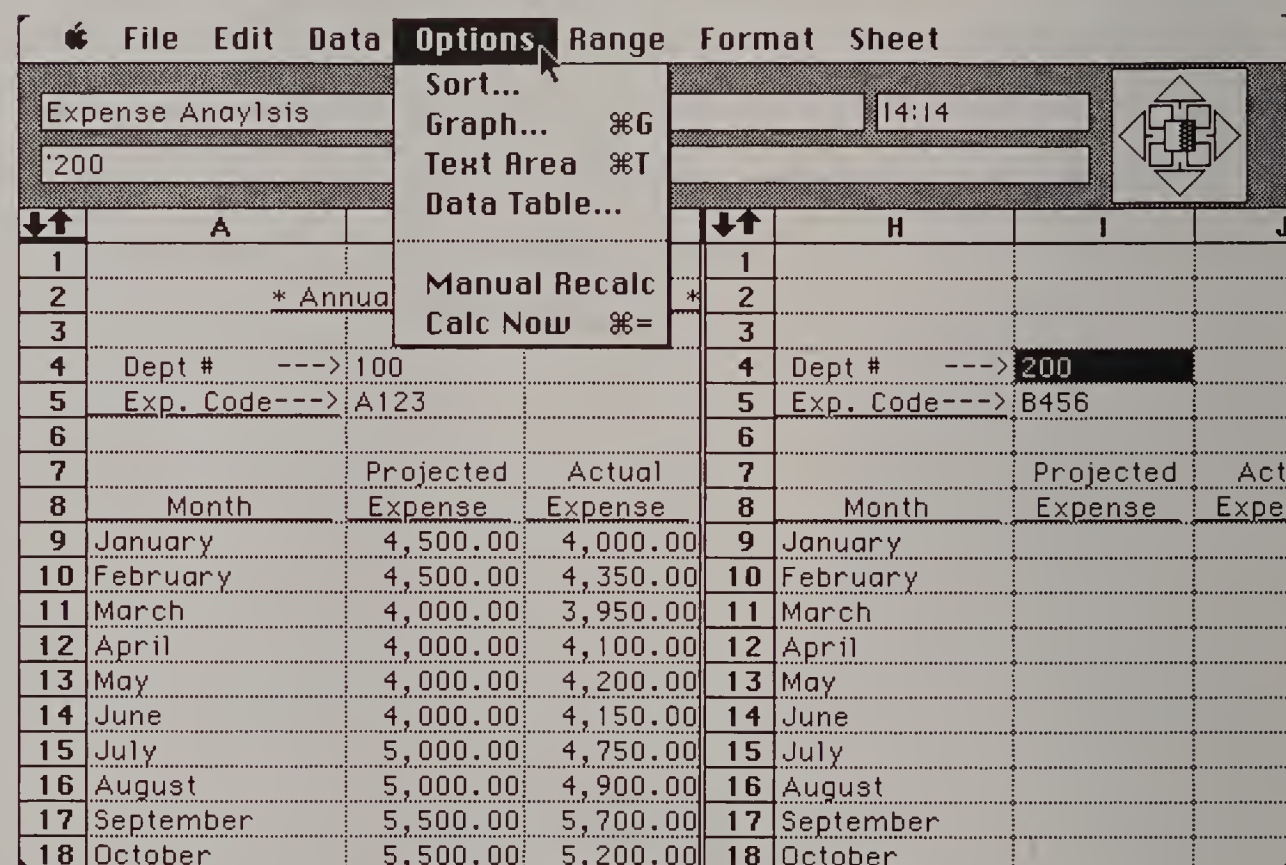 File Edit Data Options Range Format Sheet
Sort...
Graph... ⌘G
Text Area ⌘T
Data Table...
Manual Recalc
Calc Now ⌘=
Expense Anaylsis 14:14
'200
A H I J
1 1
2 * Annua * 2
3 3
4 Dept # ---> 100 4 Dept # ---> 200
5 Exp. Code---> A123 5 Exp. Code---> B456
6 6
7 Projected Actual 7 Projected Act
8 Month Expense Expense 8 Month Expense Expe
9 January 4,500.00 4,000.00 9 January
10 February 4,500.00 4,350.00 10 February
11 March 4,000.00 3,950.00 11 March
12 April 4,000.00 4,100.00 12 April
13 May 4,000.00 4,200.00 13 May
14 June 4,000.00 4,150.00 14 June
15 July 5,000.00 4,750.00 15 July
16 August 5,000.00 4,900.00 16 August
17 September 5,500.00 5,700.00 17 September
18 October 5,500.00 5,200.00 18 October